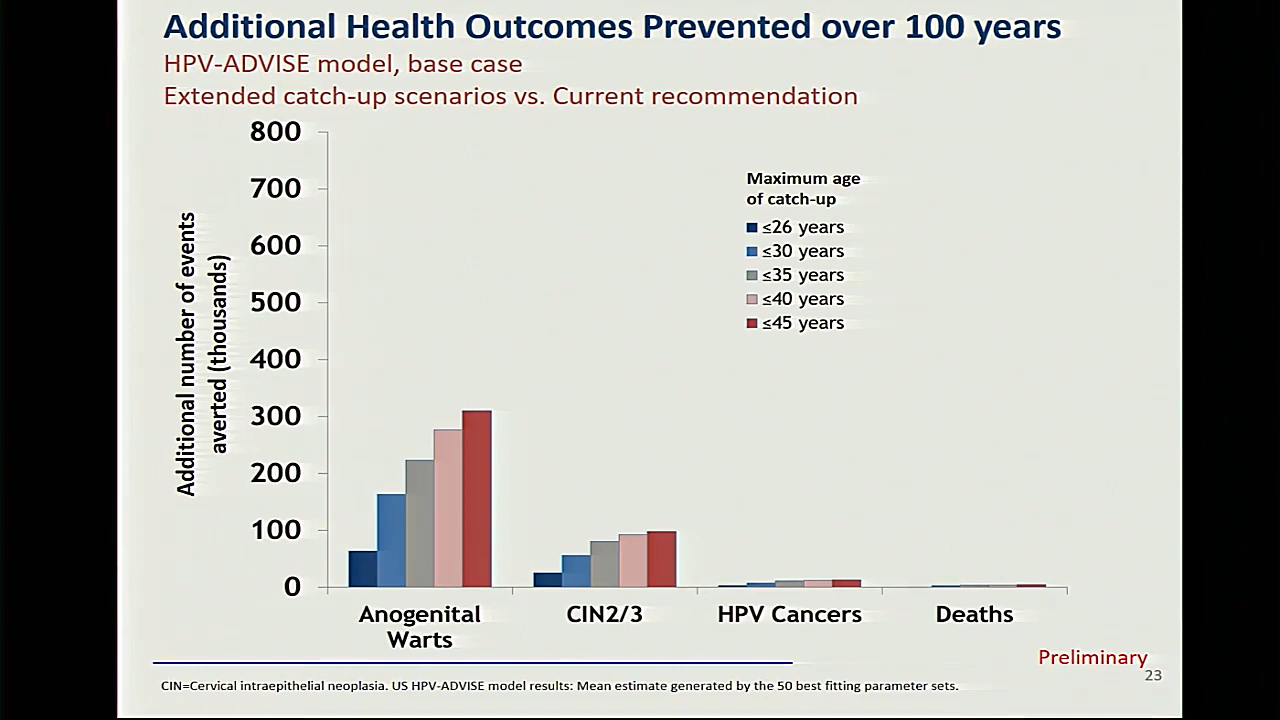 Additional Health Outcomes Prevented over 100 years
HPV-ADVISE model, base case
Extended catch-up scenarios vs. Current recommendation
800
700
600
500
400
300
200
100
0
Additional number of events
averted (thousands)
Maximum age
of catch-up
≤26 years
≤30 years
≤35 years
≤40 years
≤45 years
Anogenital
Warts
CIN2/3
HPV Cancers
Deaths
Preliminary
23
CIN=Cervical intraepithelial neoplasia. US HPV-ADVISE model results: Mean estimate generated by the 50 best fitting parameter sets.